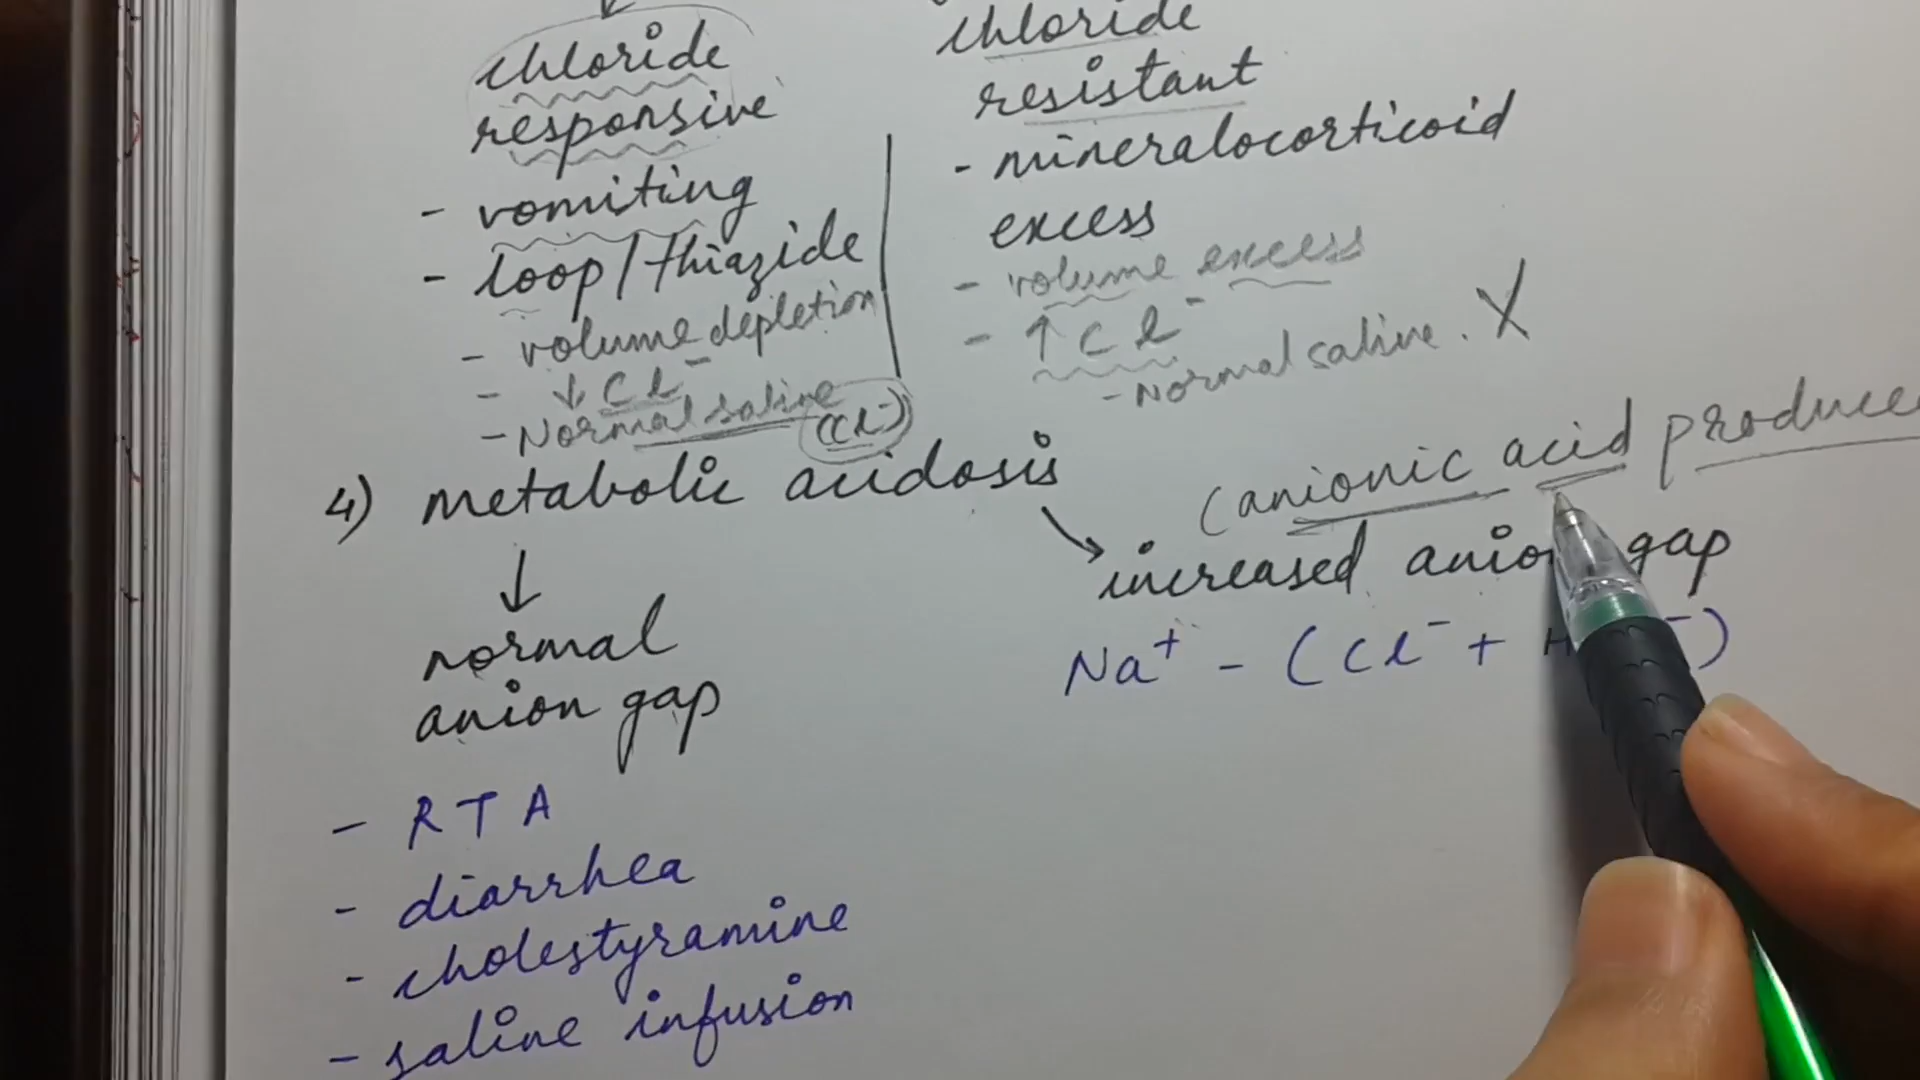 chloride
responsive
- vomiting
- loop/thiazide
- volume depletion
- ↓ Cl⁻
- Normal saline
(Cl⁻)
chloride
resistant
- mineralocorticoid
excess
- volume excess
- ↑ Cl⁻
- Normal saline. X
4) metabolic acidosis
↓
normal
anion gap
- RTA
- diarrhea
- cholestyramine
- saline infusion
(anionic acid produce
increased anion gap
Na⁺ - (Cl⁻ + H ⁻)